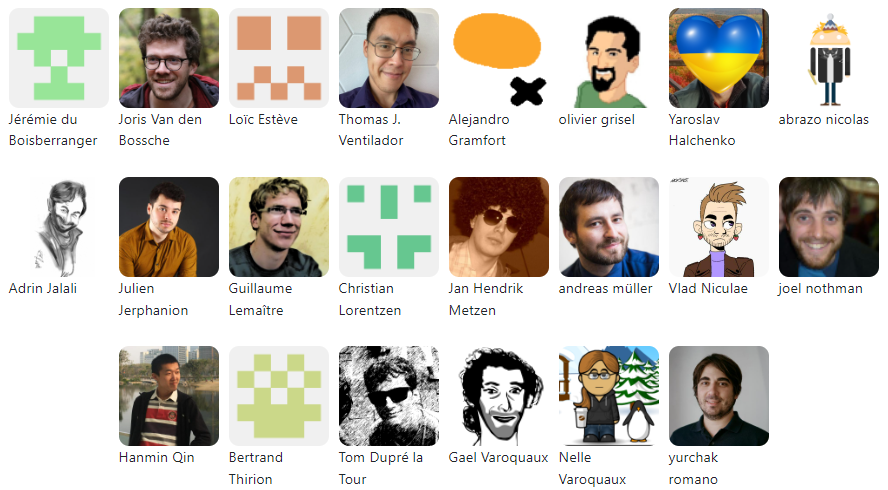 Jérémie du
Boisberranger
Joris Van den
Bossche
Loïc Estève
Thomas J.
Ventilador
Alejandro
Gramfort
olivier grisel
Yaroslav
Halchenko
abrazo nicolas
Adrin Jalali
Julien
Jerphanion
Guillaume
Lemaître
Christian
Lorentzen
Jan Hendrik
Metzen
andreas müller
Vlad Niculae
joel nothman
Hanmin Qin
Bertrand
Thirion
Tom Dupré la
Tour
Gael Varoquaux
Nelle
Varoquaux
yurchak
romano